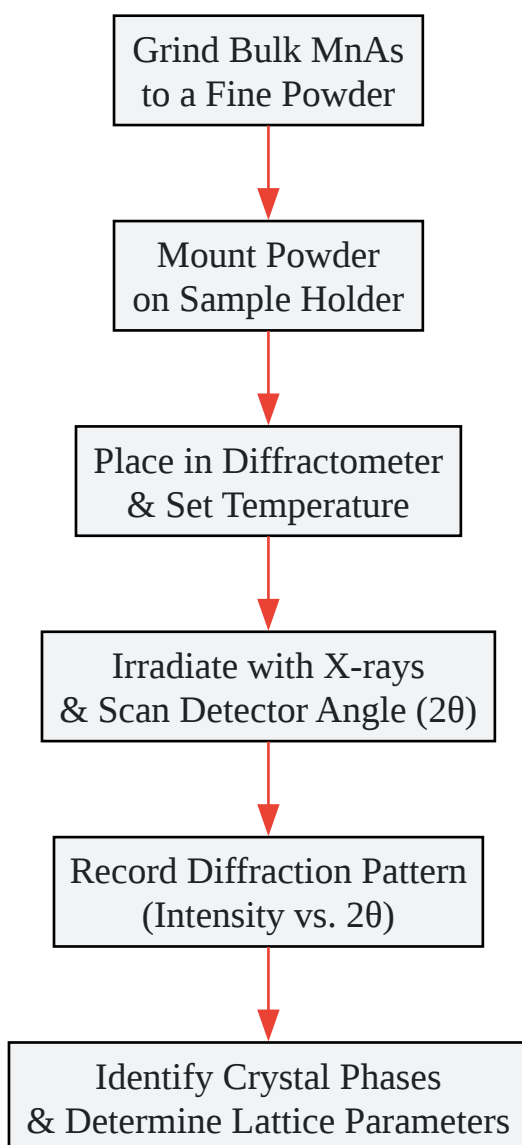 Grind Bulk MnAs
to a Fine Powder
Mount Powder
on Sample Holder
Place in Diffractometer
& Set Temperature
Irradiate with X-rays
& Scan Detector Angle (2θ)
Record Diffraction Pattern
(Intensity vs. 2θ)
Identify Crystal Phases
& Determine Lattice Parameters